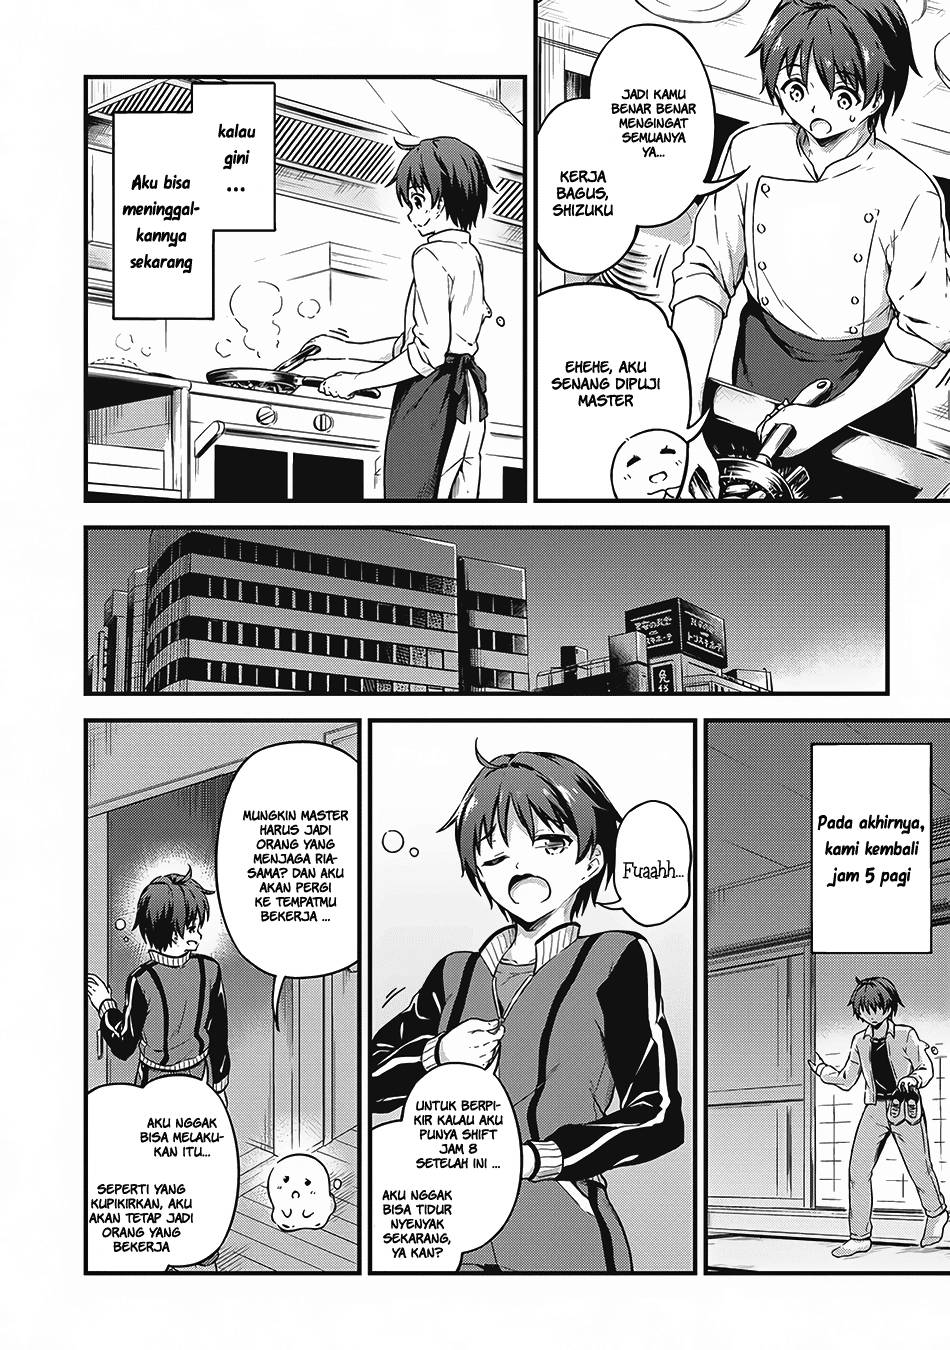 JADI KAMU
BENAR BENAR
MENGINGAT
SEMUANYA
YA...
KERJA
BAGUS,
SHIZUKU
EHEHE, AKU
SENANG DIPUJI
MASTER
kalau
gini
...
Aku bisa
meninggal-
kannya
sekarang
Pada akhirnya,
kami kembali
jam 5 pagi
Fuaahh...
UNTUK BERPI-
KIR KALAU AKU
PUNYA SHIFT
JAM 8
SETELAH INI ...
AKU NGGAK
BISA TIDUR
NYENYAK
SEKARANG,
YA KAN?
MUNGKIN MASTER
HARUS JADI
ORANG YANG
MENJAGA RIA-
SAMA? DAN AKU
AKAN PERGI
KE TEMPATMU
BEKERJA ...
AKU NGGAK
BISA MELAKU-
KAN ITU...
SEPERTI YANG
KUPIKIRKAN, AKU
AKAN TETAP JADI
ORANG YANG
BEKERJA